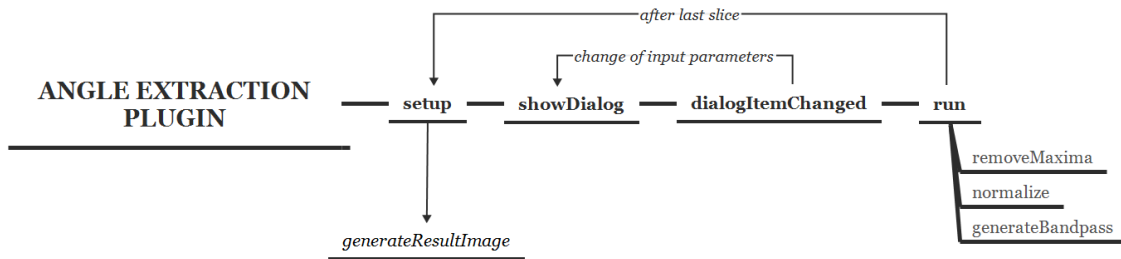 after last slice
change of input parameters
ANGLE EXTRACTION
PLUGIN
setup
showDialog
dialogItemChanged
run
removeMaxima
normalize
generateBandpass
generateResultImage